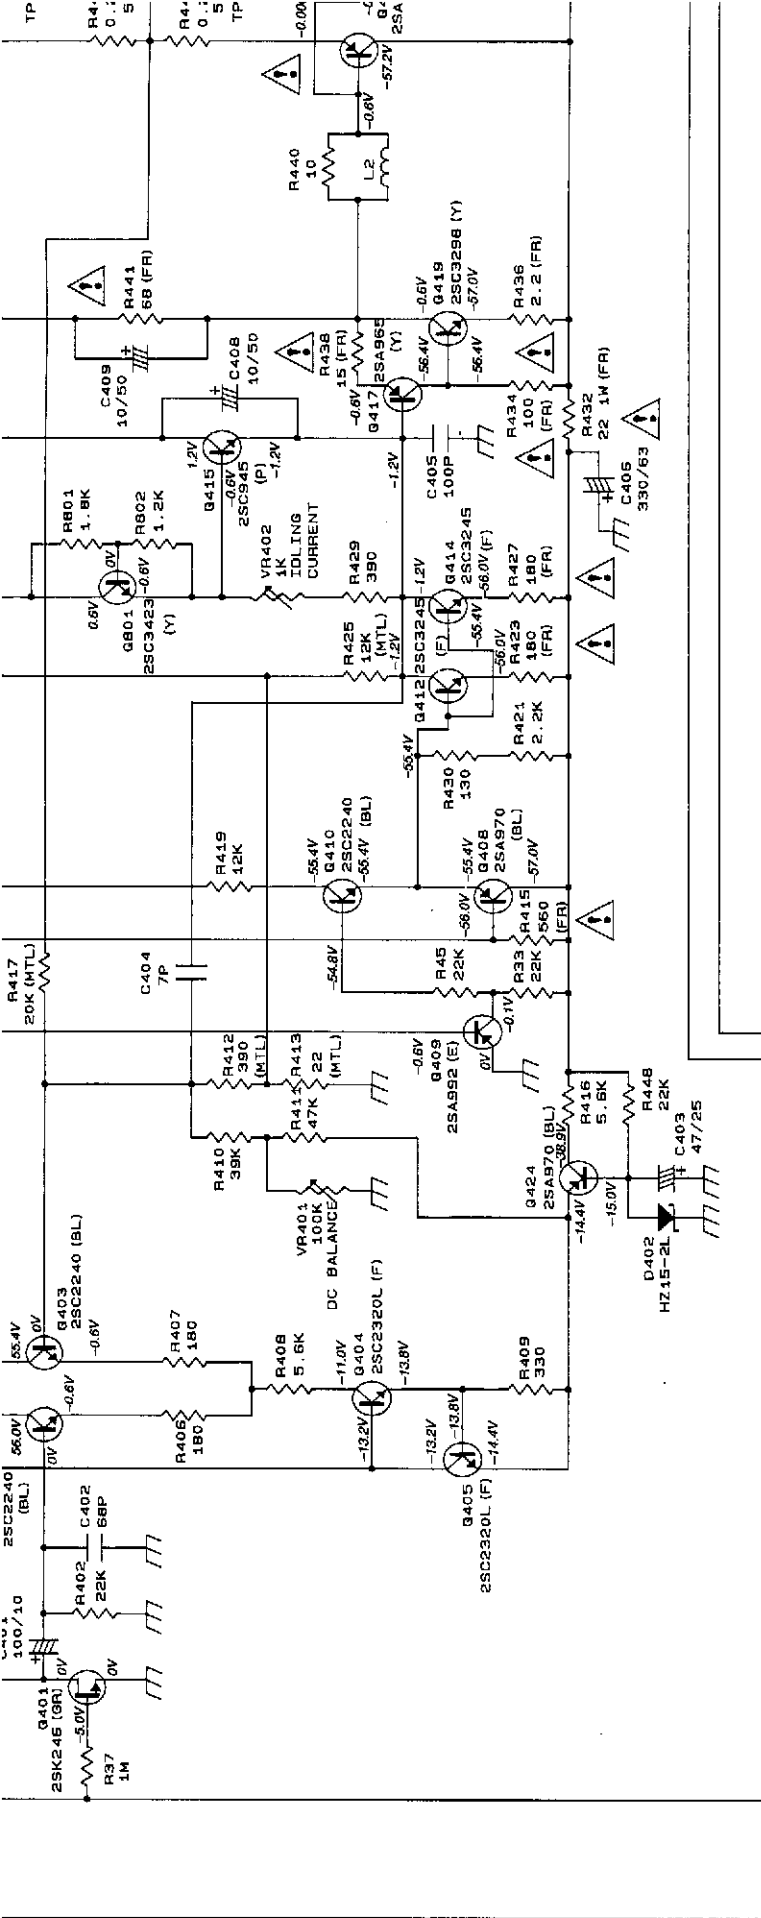 TP
R4
0.
5
R4
0.
5
TP
-0.00
2SA
-57.2V
-0.6V
R440
10
L2
R441
68 (FR)
C409
10/50
C408
10/50
R438
15 (FR)
2SA965
(Y)
-0.6V
Q417
-0.6V
Q419
2SC3298 (Y)
-57.0V
-56.4V
-56.4V
R436
2.2 (FR)
R434
100
(FR)
R432
22 1W (FR)
C406
330/63
1.2V
Q415
-0.6V
2SC945
(P)
-1.2V
-1.2V
C405
100P
R801
1.8K
R802
1.2K
0V
-0.6V
0.6V
Q801
2SC3423
(Y)
VR402
1K
IDLING
CURRENT
R429
390
R425
12K
(MTL)
-1.2V
-1.2V
Q414
2SC3245
(F)
-56.0V
-55.4V
R427
180
(FR)
Q412
2SC3245
(F)
-56.0V
R423
180
(FR)
R421
2.2K
-55.4V
R430
130
R419
12K
-55.4V
Q410
2SC2240
(BL)
-55.4V
-54.8V
-55.4V
Q408
2SA970
(BL)
-57.0V
-56.0V
R415
560
(FR)
R417
20K (MTL)
C404
7P
R45
22K
R33
22K
-0.1V
-0.6V
Q409
2SA992 (E)
0V
R412
390
(MTL)
R413
22
(MTL)
R411
47K
R410
39K
VR401
100K
DC BALANCE
R416
5.6K
R448
22K
C403
47/25
Q424
2SA970 (BL)
-38.9V
-14.4V
-15.0V
D402
HZ15-2L
55.4V
0V
Q403
2SC2240 (BL)
-0.6V
R407
180
R408
5.6K
-11.0V
Q404
2SC2320L (F)
-13.8V
-13.2V
R409
330
56.0V
-0.6V
0V
R406
180
-13.2V
-13.8V
-14.4V
Q405
2SC2320L (F)
2SC2240
(BL)
C402
68P
R402
22K
C401
100/10
0V
0V
Q401
2SK246 (GR)
-5.0V
R37
1M